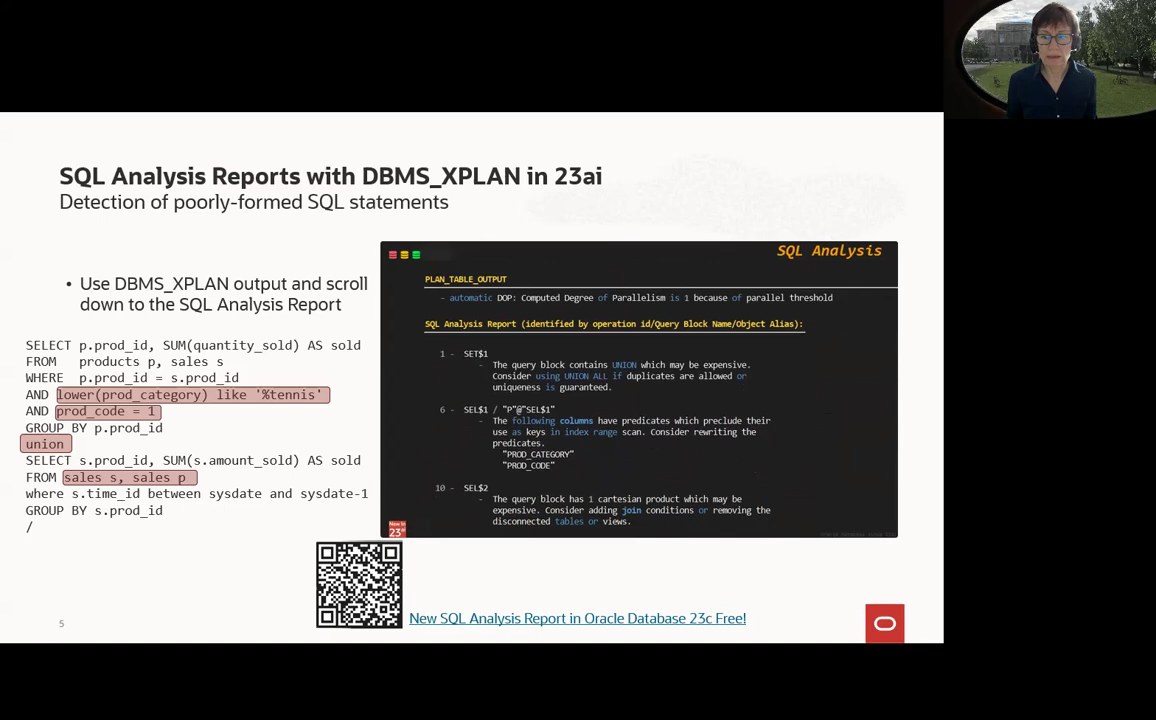 SQL Analysis Reports with DBMS_XPLAN in 23ai
Detection of poorly-formed SQL statements
• Use DBMS_XPLAN output and scroll
down to the SQL Analysis Report
SELECT p.prod_id, SUM(quantity_sold) AS sold
FROM products p, sales s
WHERE p.prod_id = s.prod_id
AND lower(prod_category) like '%tennis'
AND prod_code = 1
GROUP BY p.prod_id
union
SELECT s.prod_id, SUM(s.amount_sold) AS sold
FROM sales s, sales p
where s.time_id between sysdate and sysdate-1
GROUP BY s.prod_id
/
SQL Analysis
PLAN_TABLE_OUTPUT
- automatic DOP: Computed Degree of Parallelism is 1 because of parallel threshold
SQL Analysis Report (identified by operation id/Query Block Name/Object Alias):
1 - SET$1
- The query block contains UNION which may be expensive.
Consider using UNION ALL if duplicates are allowed or
uniqueness is guaranteed.
6 - SEL$1 / "P"@"SEL$1"
- The following columns have predicates which preclude their
use as keys in index range scan. Consider rewriting the
predicates.
"PROD_CATEGORY"
"PROD_CODE"
10 - SEL$2
- The query block has 1 cartesian product which may be
expensive. Consider adding join conditions or removing the
disconnected tables or views.
New in
23
New SQL Analysis Report in Oracle Database 23c Free!
5